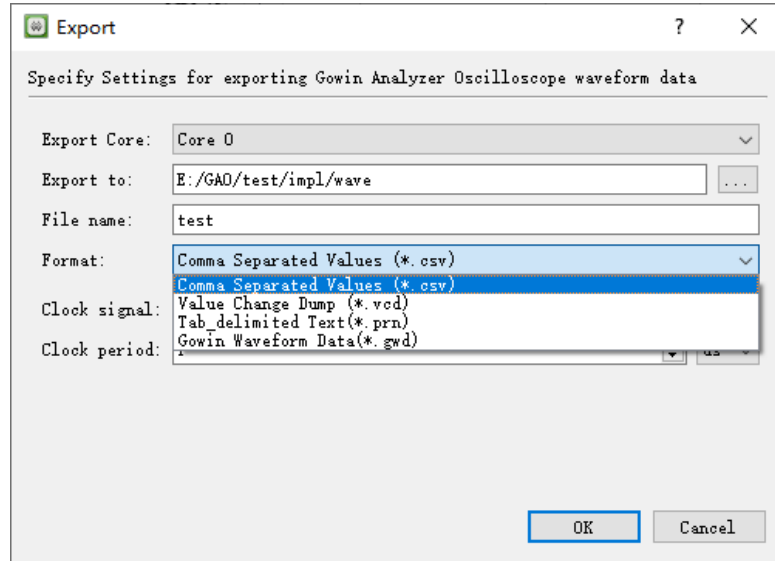 Export
?
Specify Settings for exporting Gowin Analyzer Oscilloscope waveform data
Export Core: Core 0
Export to: E:/GAO/test/impl/wave ...
File name: test
Format: Comma Separated Values (*.csv)
Comma Separated Values (*.csv)
Value Change Dump (*.vcd)
Clock signal:
Tab_delimited Text(*.prn)
Gowin Waveform Data(*.gwd)
Clock period:
OK Cancel